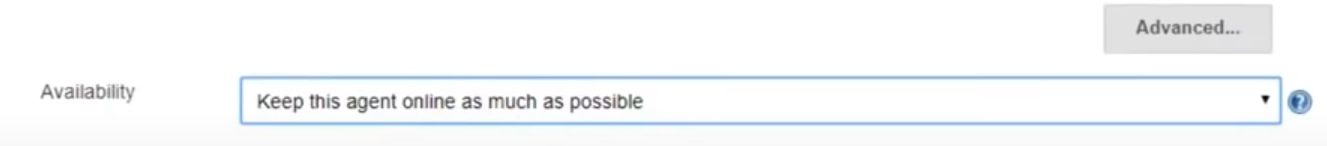 Advanced...
Availability
Keep this agent online as much as possible
?